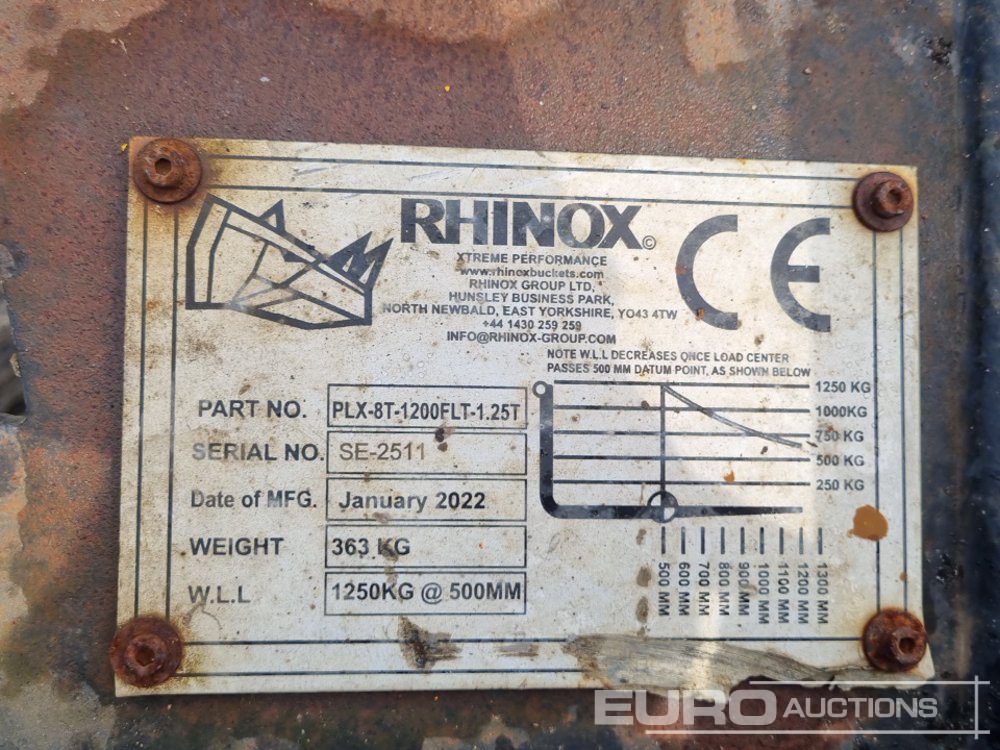 RHINOX©
XTREME PERFORMANCE
www.rhinoxbuckets.com
RHINOX GROUP LTD,
HUNSLEY BUSINESS PARK,
NORTH NEWBALD, EAST YORKSHIRE, YO43 4TW
+44 1430 259 259
INFO@RHINOX-GROUP.COM
CE
NOTE W.L.L DECREASES ONCE LOAD CENTER
PASSES 500 MM DATUM POINT, AS SHOWN BELOW
1250 KG
1000KG
750 KG
500 KG
250 KG
500 MM
600 MM
700 MM
800 MM
900 MM
1000 MM
1100 MM
1200 MM
1300 MM
PART NO. PLX-8T-1200FLT-1.25T
SERIAL NO. SE-2511
Date of MFG. January 2022
WEIGHT 363 KG
W.L.L 1250KG @ 500MM
EURO AUCTIONS